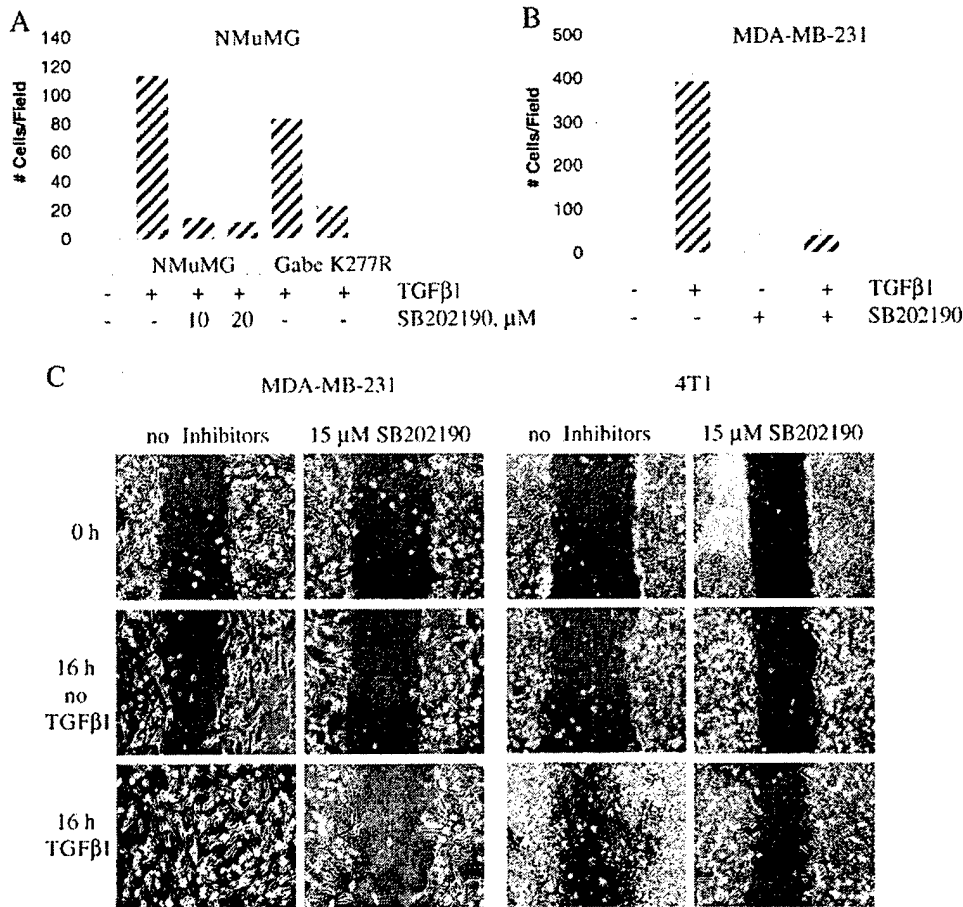 A
NMuMG
# Cells/Field
140
120
100
80
60
40
20
0
NMuMG Gabe K277R
- + + + + + TGFβ1
- - 10 20 - - SB202190, µM
B
MDA-MB-231
# Cells/Field
500
400
300
200
100
0
- + - + TGFβ1
- - + + SB202190
C
MDA-MB-231
4T1
no Inhibitors
15 µM SB202190
no Inhibitors
15 µM SB202190
0 h
16 h
no
TGFβ1
16 h
TGFβ1